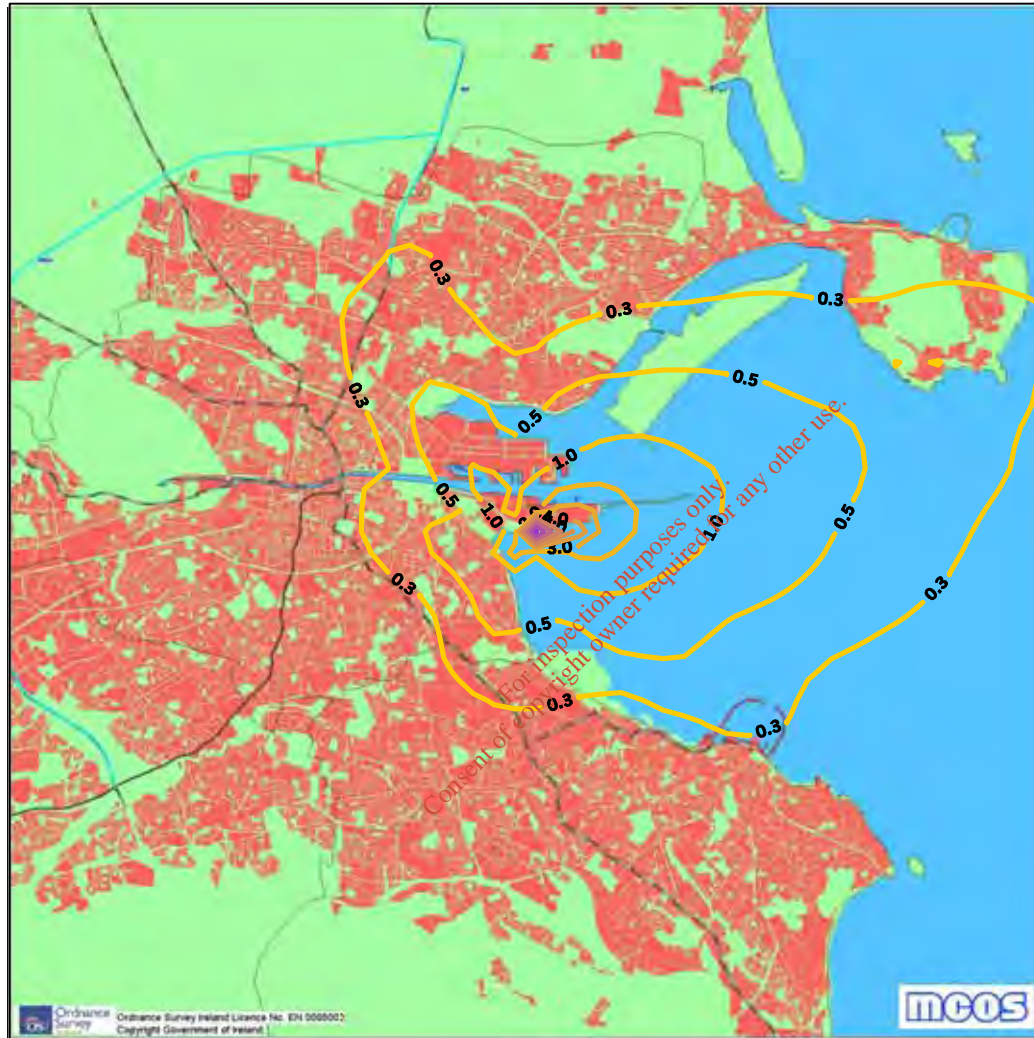 0.3
0.3
0.3
0.3
0.5
0.5
1.0
0.5
1.0
1.0
0.5
3.0
0.3
0.3
0.5
0.3
0.3
For inspection purposes only.
Consent of copyright owner required for any other use.
Ordnance
Survey
Ordnance Survey Ireland Licence No. EN
Copyright Government of Ireland
mcos